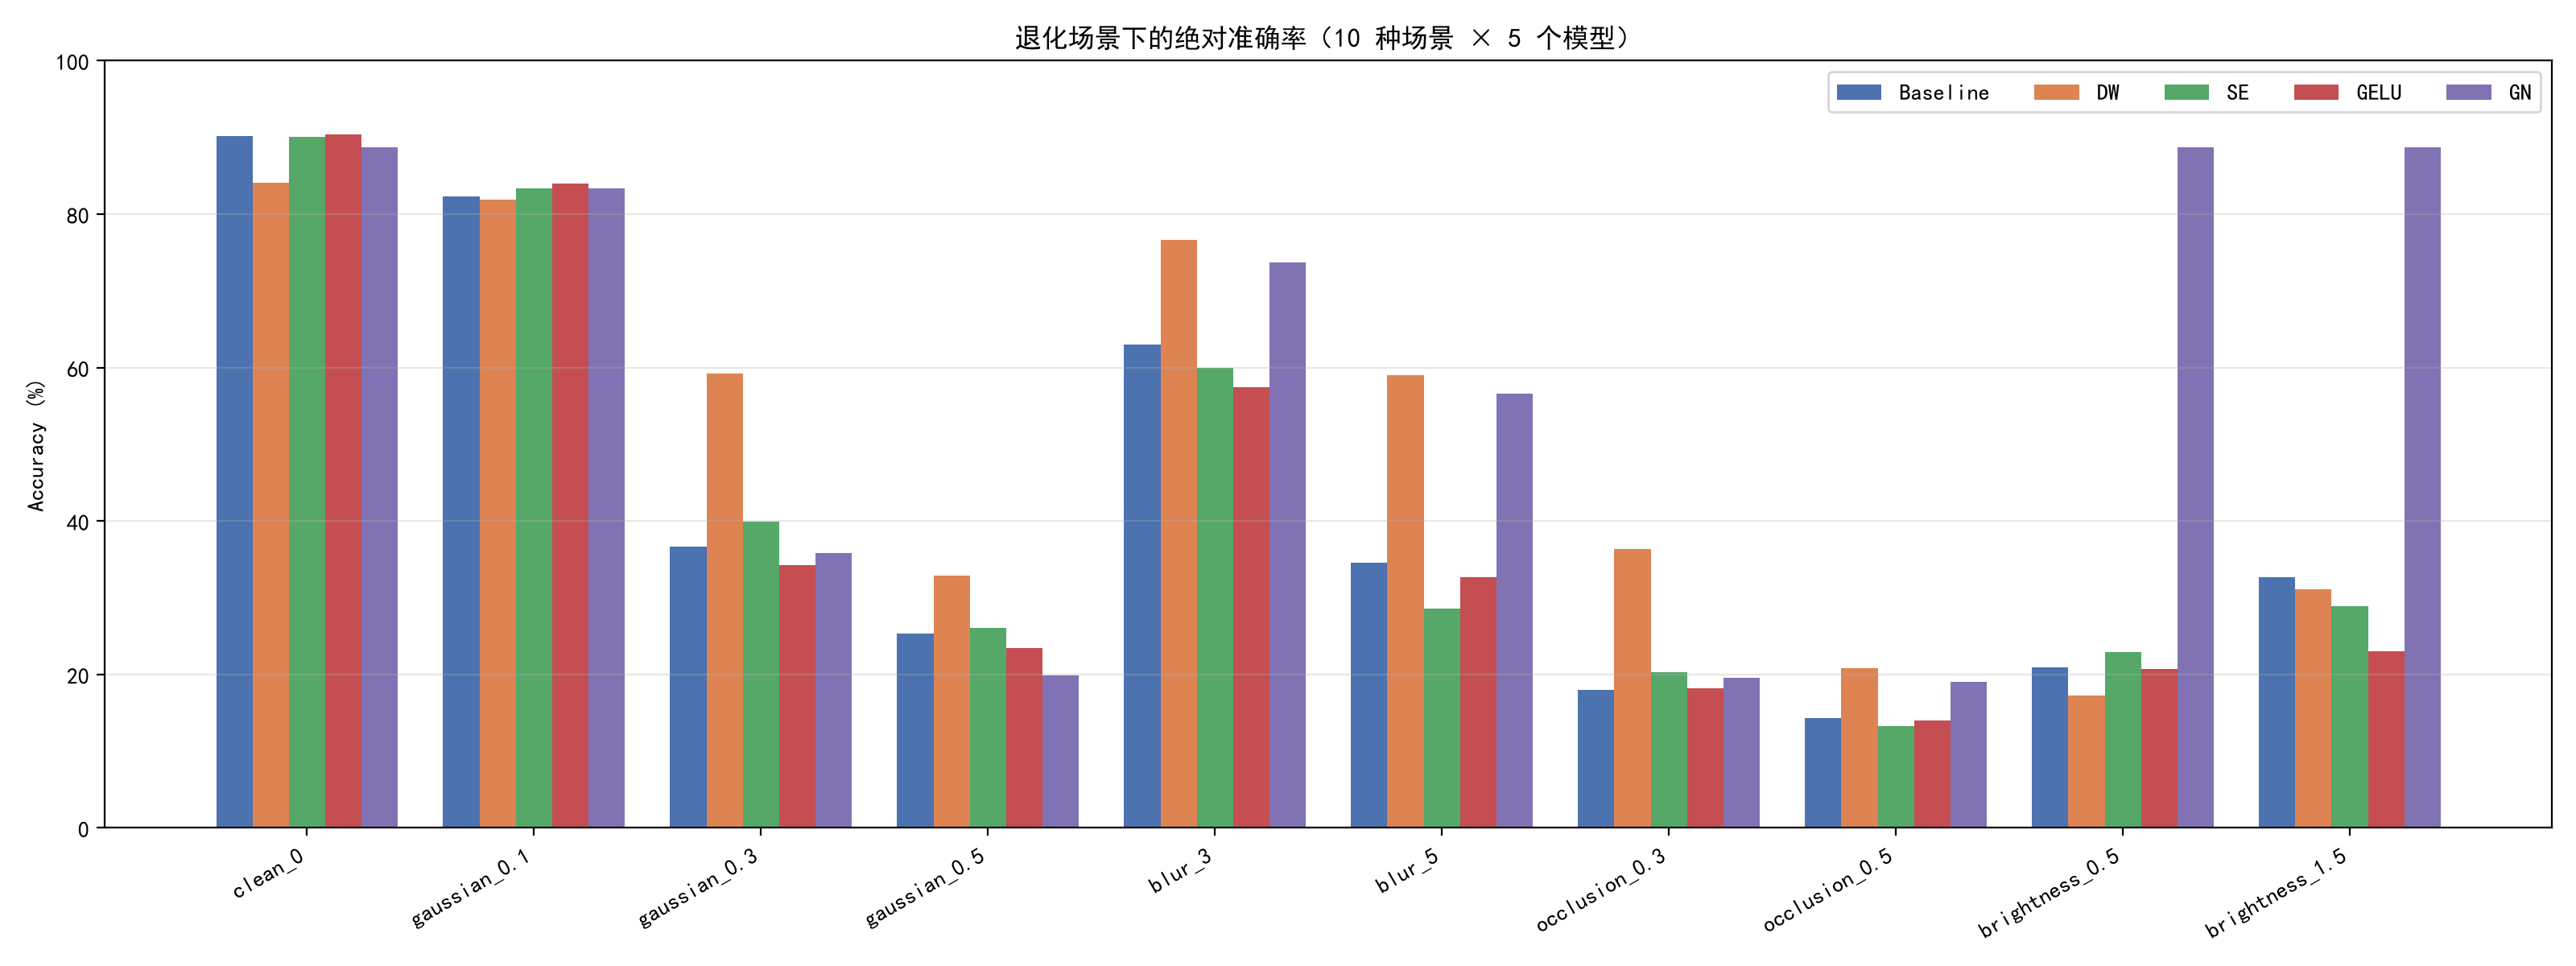 退化场景下的绝对准确率（10 种场景 × 5 个模型）
Baseline DW SE GELU GN
Accuracy (%)
100
80
60
40
20
0
clean_0
gaussian_0.1
gaussian_0.3
gaussian_0.5
blur_3
blur_5
occlusion_0.3
occlusion_0.5
brightness_0.5
brightness_1.5